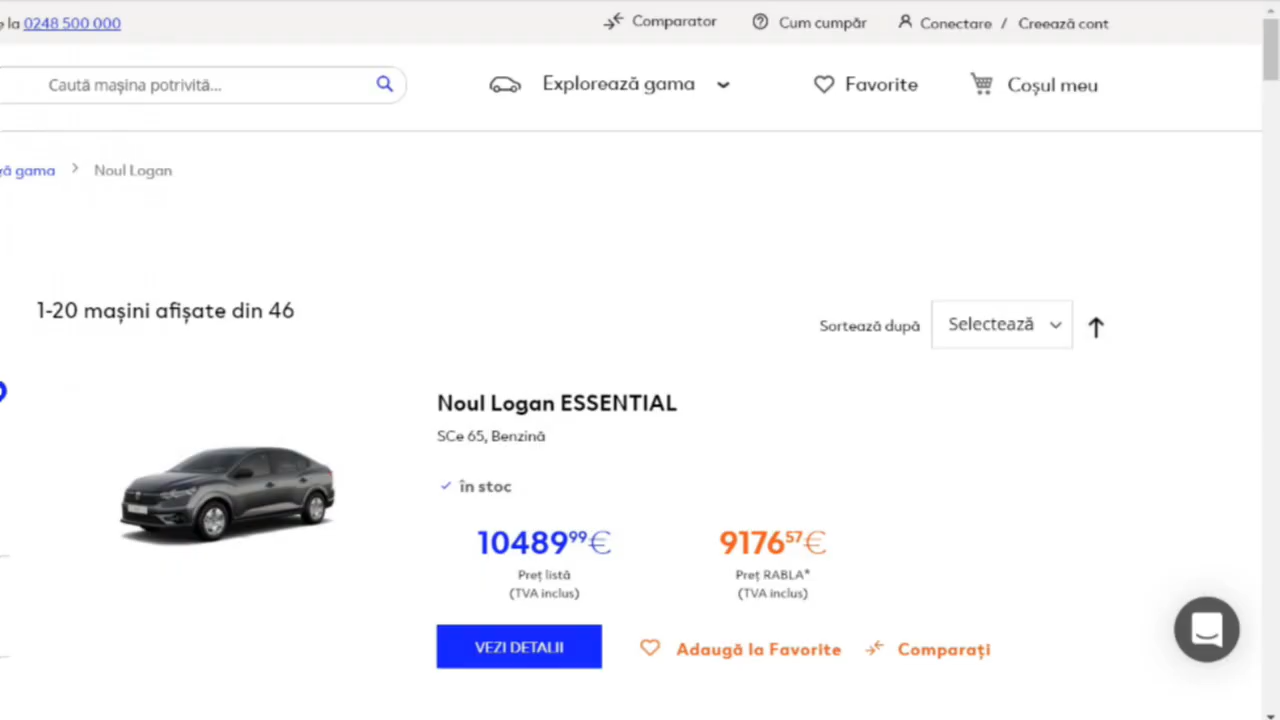 la 0248 500 000
Comparator
Cum cumpăr
Conectare / Creează cont
Caută mașina potrivită...
Explorează gama
Favorite
Coșul meu
gama > Noul Logan
1-20 mașini afișate din 46
Sortează după
Selectează
Noul Logan ESSENTIAL
SCe 65, Benzină
în stoc
10489⁹⁹€
9176⁵⁷€
Preț listă
(TVA inclus)
Preț RABLA*
(TVA inclus)
VEZI DETALII
Adaugă la Favorite
Comparați